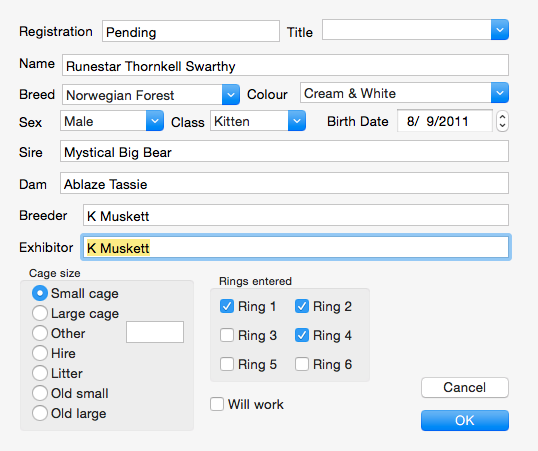 Registration Pending Title
Name Runestar Thornkell Swarthy
Breed Norwegian Forest Colour Cream & White
Sex Male Class Kitten Birth Date 8/ 9/2011
Sire Mystical Big Bear
Dam Ablaze Tassie
Breeder K Muskett
Exhibitor K Muskett
Cage size
Small cage
Large cage
Other
Hire
Litter
Old small
Old large
Rings entered
Ring 1 Ring 2
Ring 3 Ring 4
Ring 5 Ring 6
Will work
Cancel
OK